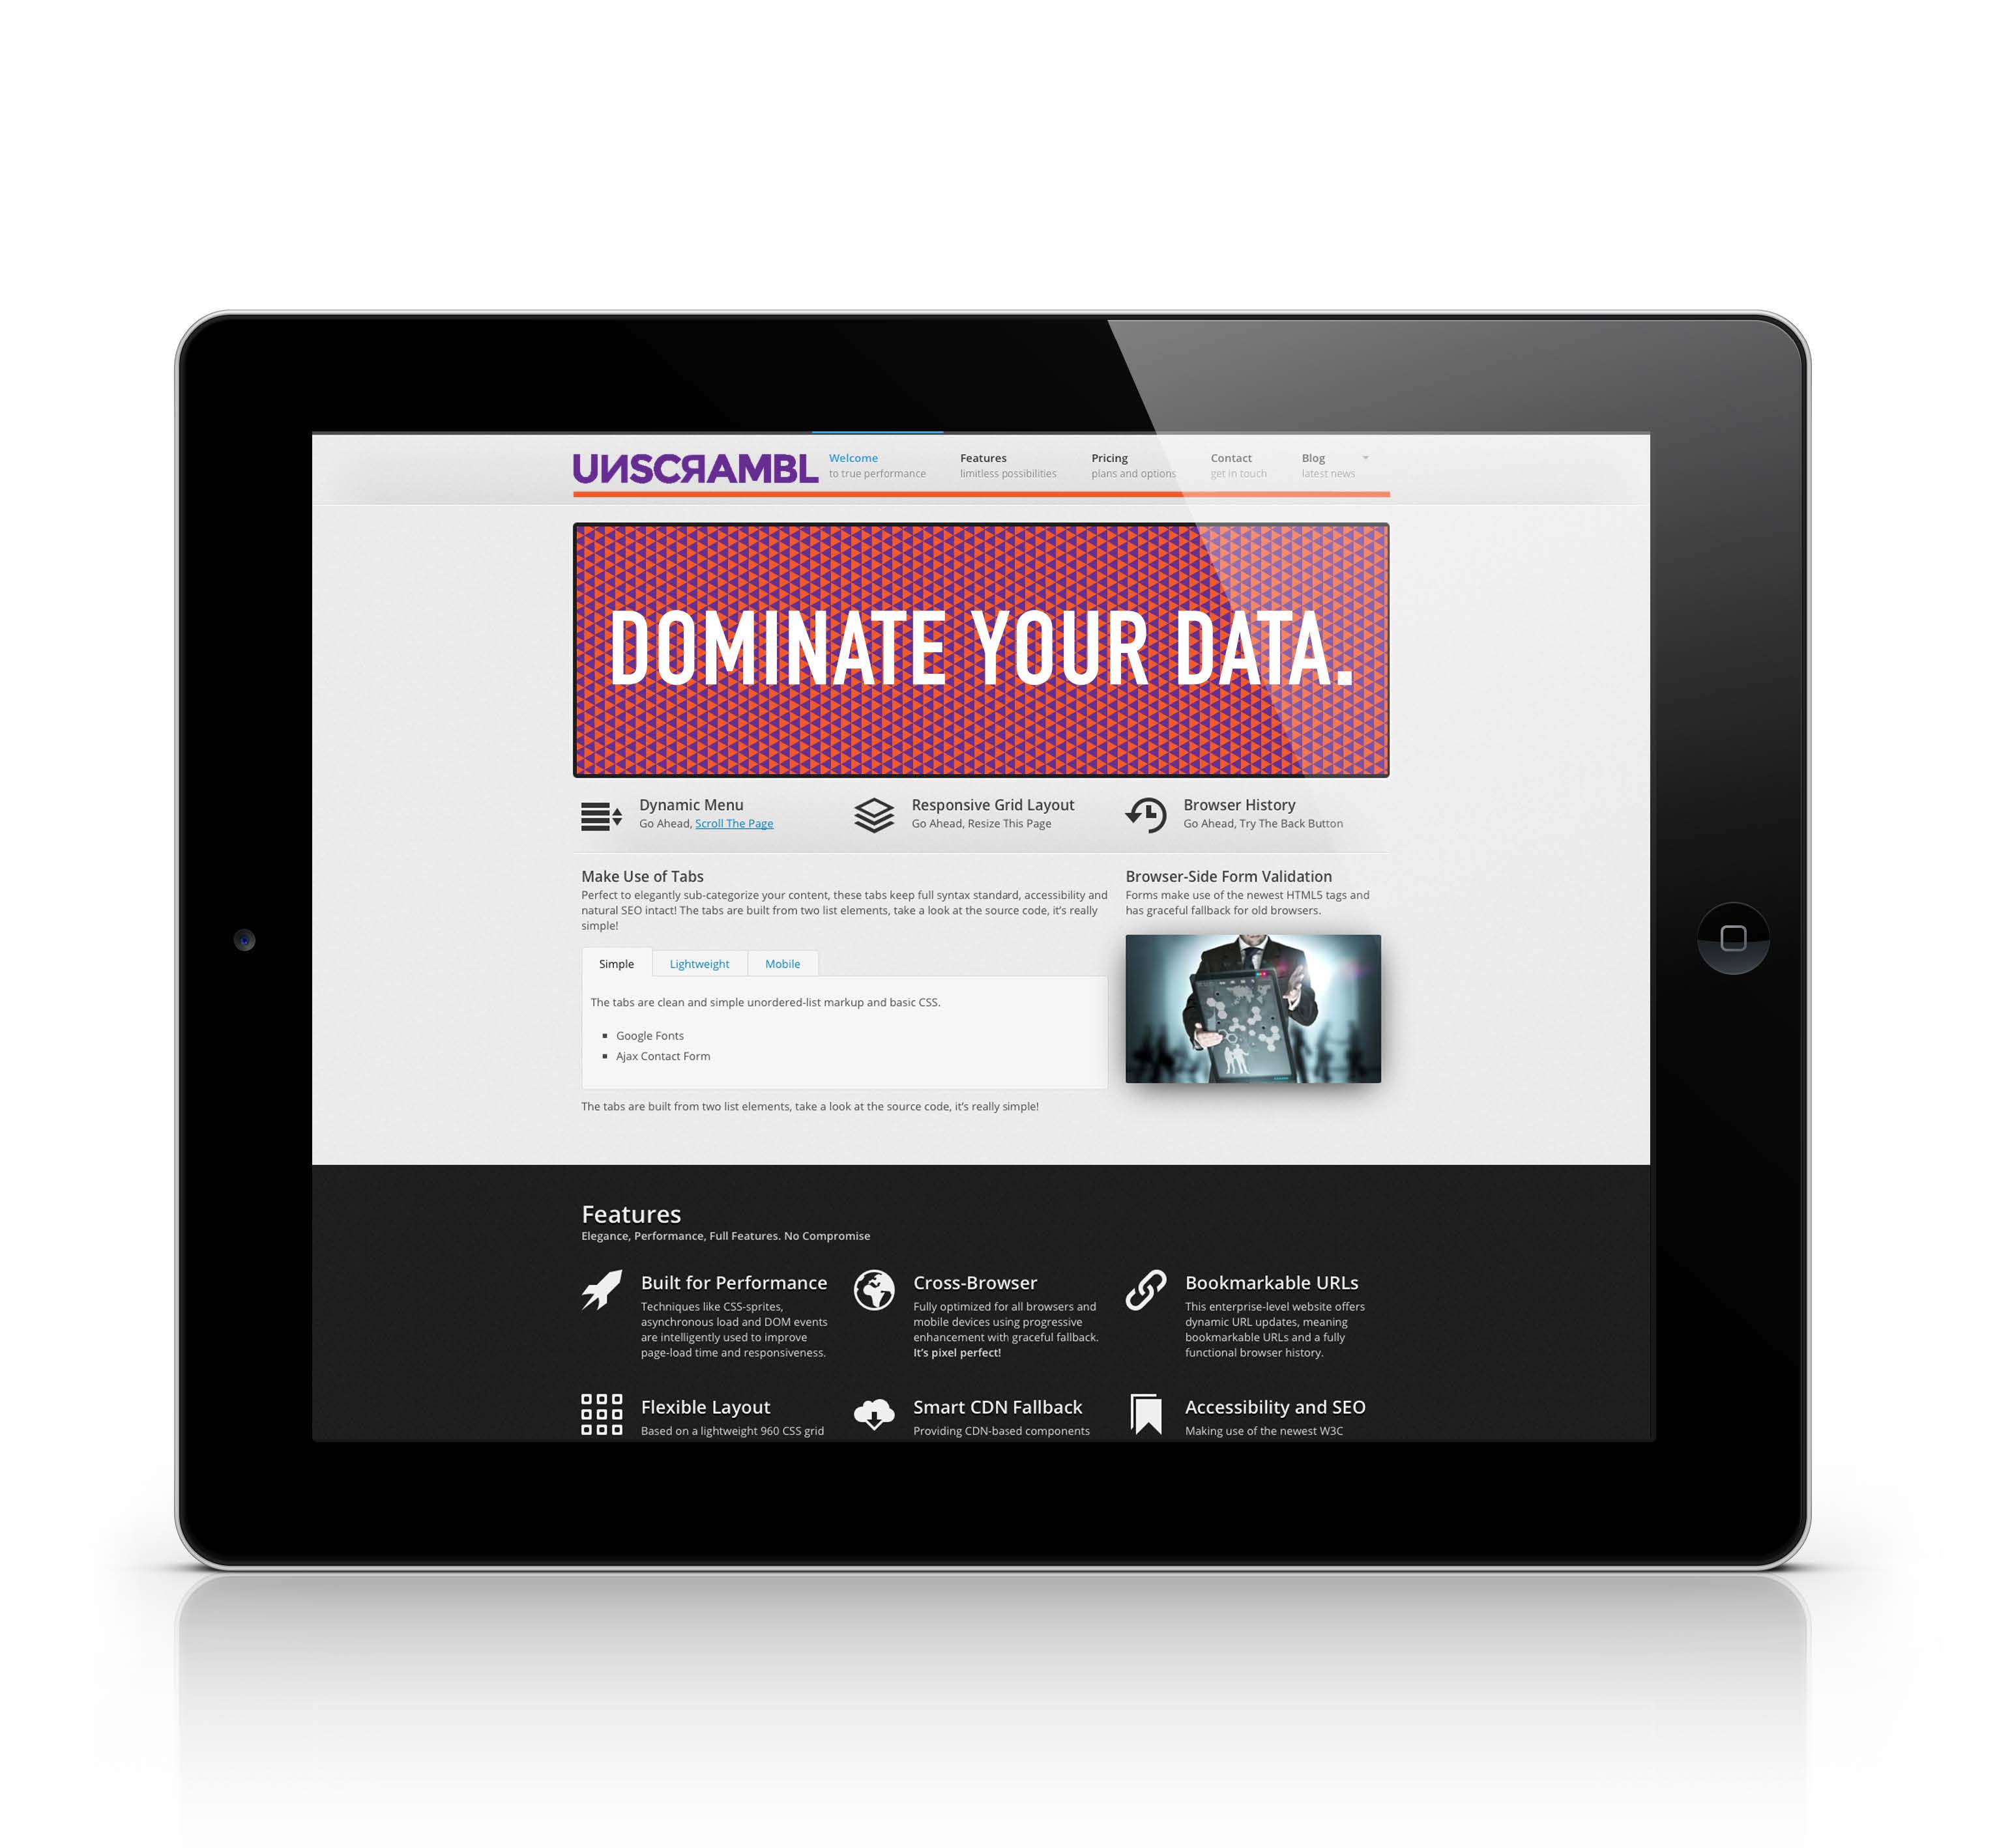 UNSCRAMBL
Welcome
to true performance
Features
limitless possibilities
Pricing
plans and options
Contact
get in touch
Blog
latest news
DOMINATE YOUR DATA.
Dynamic Menu
Go Ahead, Scroll The Page
Responsive Grid Layout
Go Ahead, Resize This Page
Browser History
Go Ahead, Try The Back Button
Make Use of Tabs
Perfect to elegantly sub-categorize your content, these tabs keep full syntax standard, accessibility and
natural SEO intact! The tabs are built from two list elements, take a look at the source code, it's really
simple!
Simple
Lightweight
Mobile
The tabs are clean and simple unordered-list markup and basic CSS.
Google Fonts
Ajax Contact Form
The tabs are built from two list elements, take a look at the source code, it's really simple!
Browser-Side Form Validation
Forms make use of the newest HTML5 tags and
has graceful fallback for old browsers.
Features
Elegance, Performance, Full Features. No Compromise
Built for Performance
Techniques like CSS-sprites,
asynchronous load and DOM events
are intelligently used to improve
page-load time and responsiveness.
Cross-Browser
Fully optimized for all browsers and
mobile devices using progressive
enhancement with graceful fallback.
It's pixel perfect!
Bookmarkable URLs
This enterprise-level website offers
dynamic URL updates, meaning
bookmarkable URLs and a fully
functional browser history.
Flexible Layout
Based on a lightweight 960 CSS grid
Smart CDN Fallback
Providing CDN-based components
Accessibility and SEO
Making use of the newest W3C